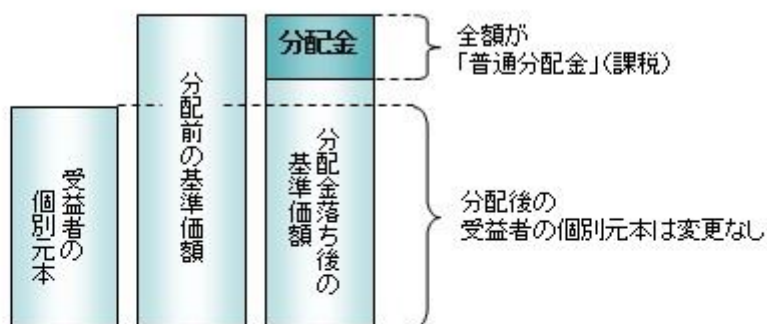 受益者の
個別元本
分配前の基準価額
分配金
分配金落ち後の
基準価額
全額が
「普通分配金」(課税)
分配後の
受益者の個別元本は変更なし